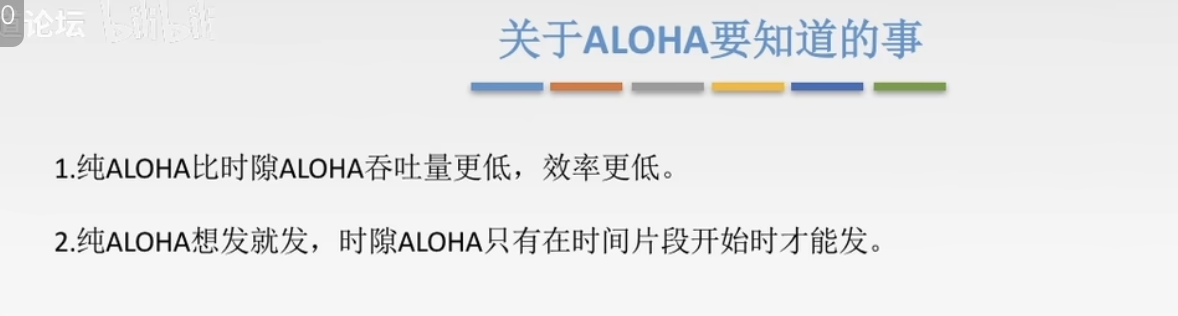 0
道论坛 bilibili
关于ALOHA要知道的事
1.纯ALOHA比时隙ALOHA吞吐量更低，效率更低。
2.纯ALOHA想发就发，时隙ALOHA只有在时间片段开始时才能发。